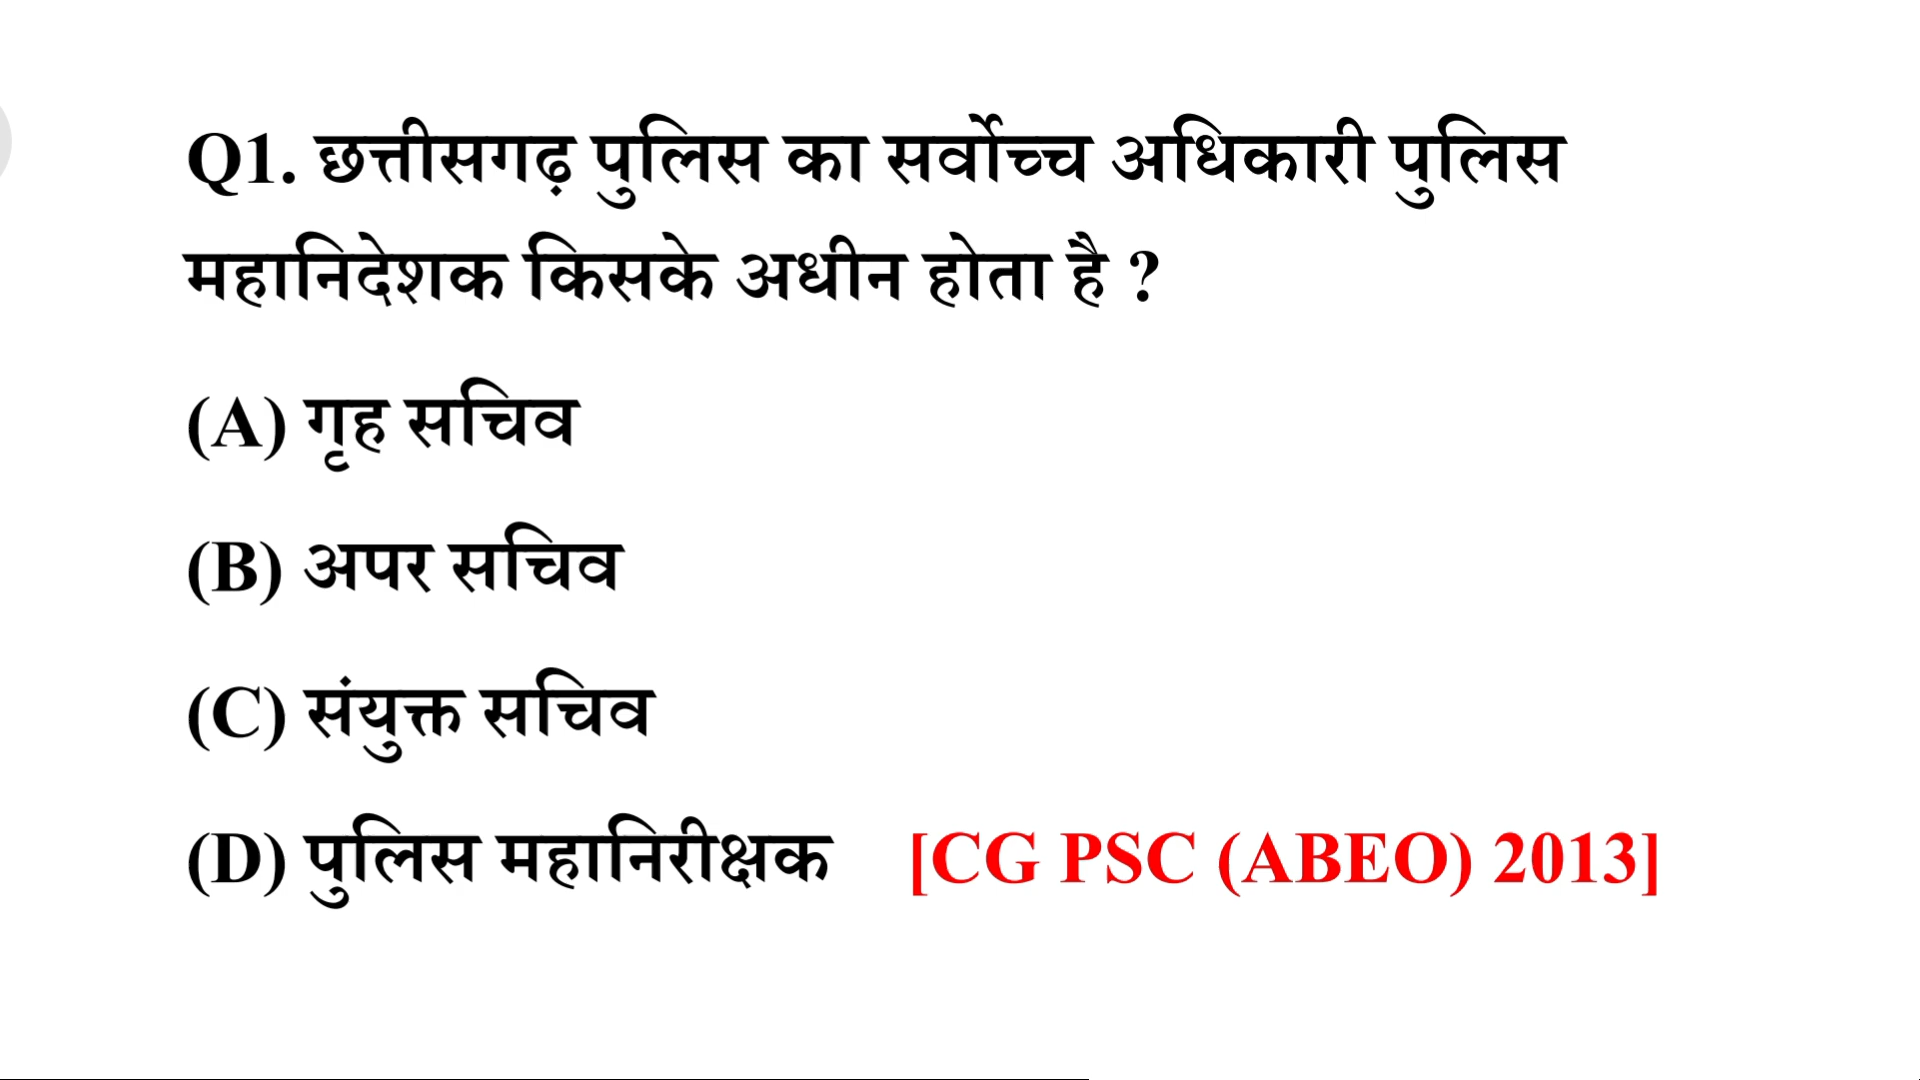 Q1. छत्तीसगढ़ पुलिस का सर्वोच्च अधिकारी पुलिस
महानिदेशक किसके अधीन होता है ?
(A) गृह सचिव
(B) अपर सचिव
(C) संयुक्त सचिव
(D) पुलिस महानिरीक्षक [CG PSC (ABEO) 2013]